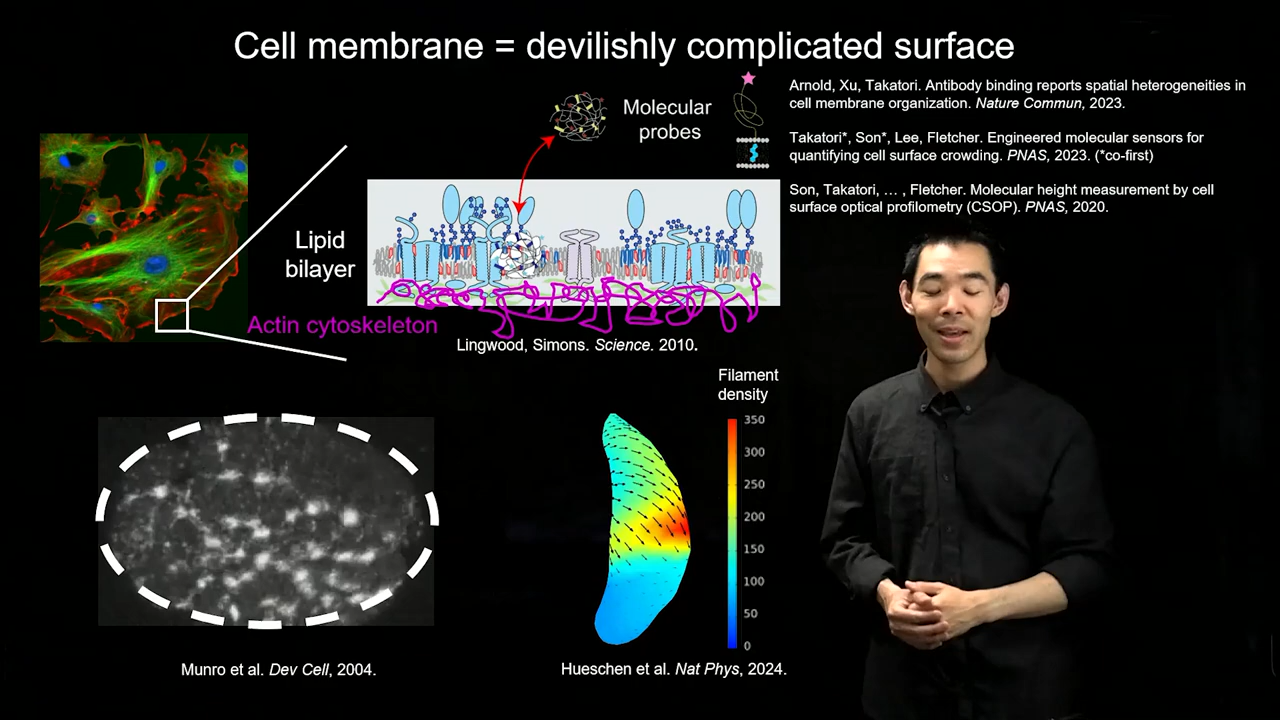 Cell membrane = devilishly complicated surface
Molecular
probes
Arnold, Xu, Takatori. Antibody binding reports spatial heterogeneities in
cell membrane organization. Nature Commun, 2023.
Takatori*, Son*, Lee, Fletcher. Engineered molecular sensors for
quantifying cell surface crowding. PNAS, 2023. (*co-first)
Son, Takatori, ... , Fletcher. Molecular height measurement by cell
surface optical profilometry (CSOP). PNAS, 2020.
Lipid
bilayer
Actin cytoskeleton
Lingwood, Simons. Science. 2010.
Filament
density
350
300
250
200
150
100
50
0
Munro et al. Dev Cell, 2004.
Hueschen et al. Nat Phys, 2024.